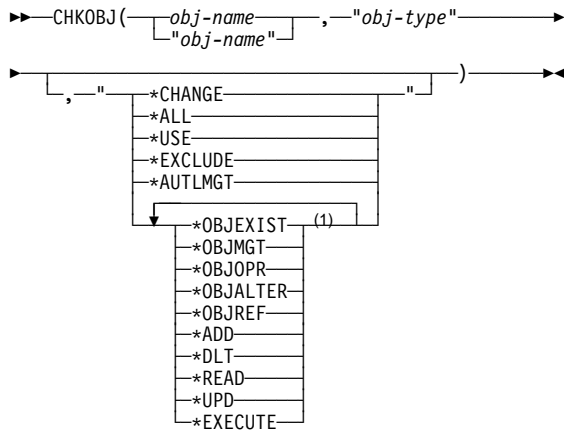 CHKOBJ( obj-name , "obj-type"
"obj-name"
)
, " *CHANGE "
*ALL
*USE
*EXCLUDE
*AUTLMGT
*OBJEXIST (1)
*OBJMGT
*OBJOPR
*OBJALTER
*OBJREF
*ADD
*DLT
*READ
*UPD
*EXECUTE